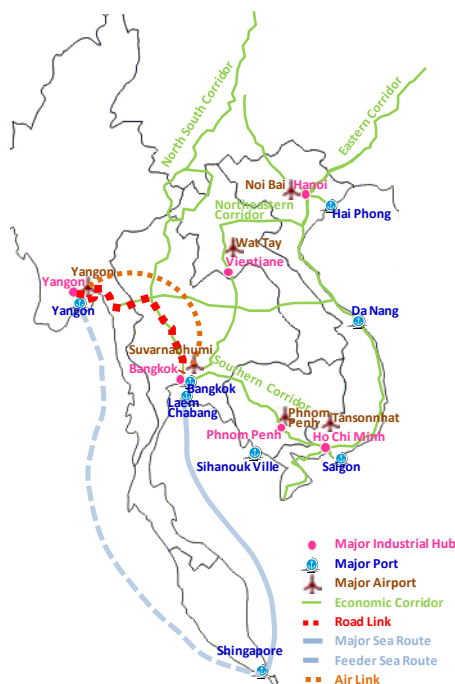 North South Corridor
Eastern Corridor
Noi Bai
Hanoi
Northeastern
Corridor
Hai Phong
Wat Tay
Vientiane
Yangon
Yangon
Yangon
Da Nang
Suvarnabhumi
Bangkok
Bangkok
Laem
Chabang
Southern Corridor
Phnom
Penh
Tansonnhat
Phnom Penh
Ho Chi Minh
Sihanouk Ville
Saigon
Shingapore
Major Industrial Hub
Major Port
Major Airport
Economic Corridor
Road Link
Major Sea Route
Feeder Sea Route
Air Link